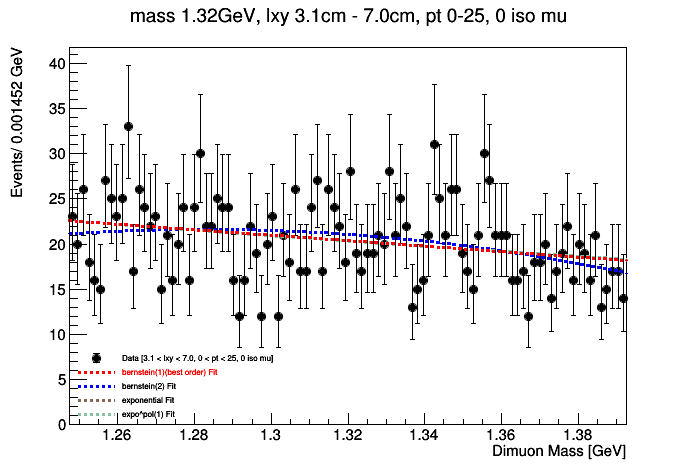 mass 1.32GeV, lxy 3.1cm - 7.0cm, pt 0-25, 0 iso mu
Events/ 0.001452 GeV
40
35
30
25
20
15
10
5
0
Data [3.1 < lxy < 7.0, 0 < pt < 25, 0 iso mu]
bernstein(1)(best order) Fit
bernstein(2) Fit
exponential Fit
expo*pol(1) Fit
1.26 1.28 1.3 1.32 1.34 1.36 1.38
Dimuon Mass [GeV]